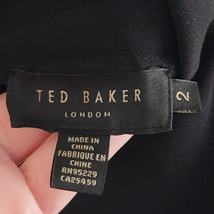 TED BAKER
LONDON
2
MADE IN
CHINA
FABRIQUE EN
CHINE
RN95229
CA25459